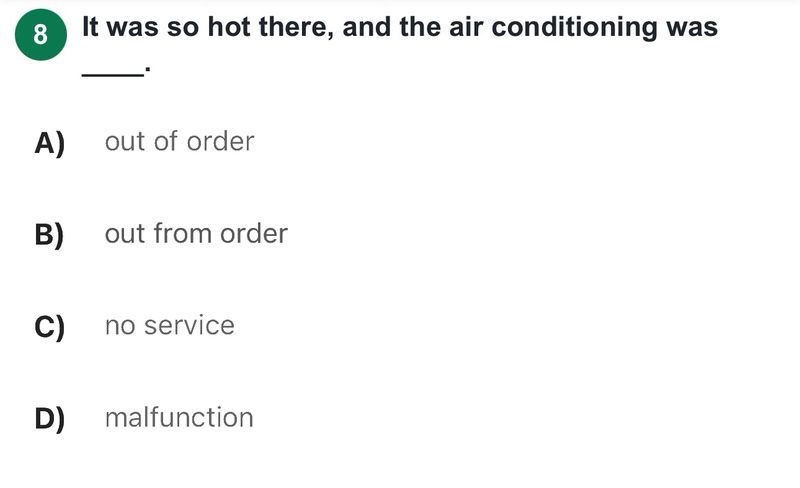 8 It was so hot there, and the air conditioning was
____.
A) out of order
B) out from order
C) no service
D) malfunction